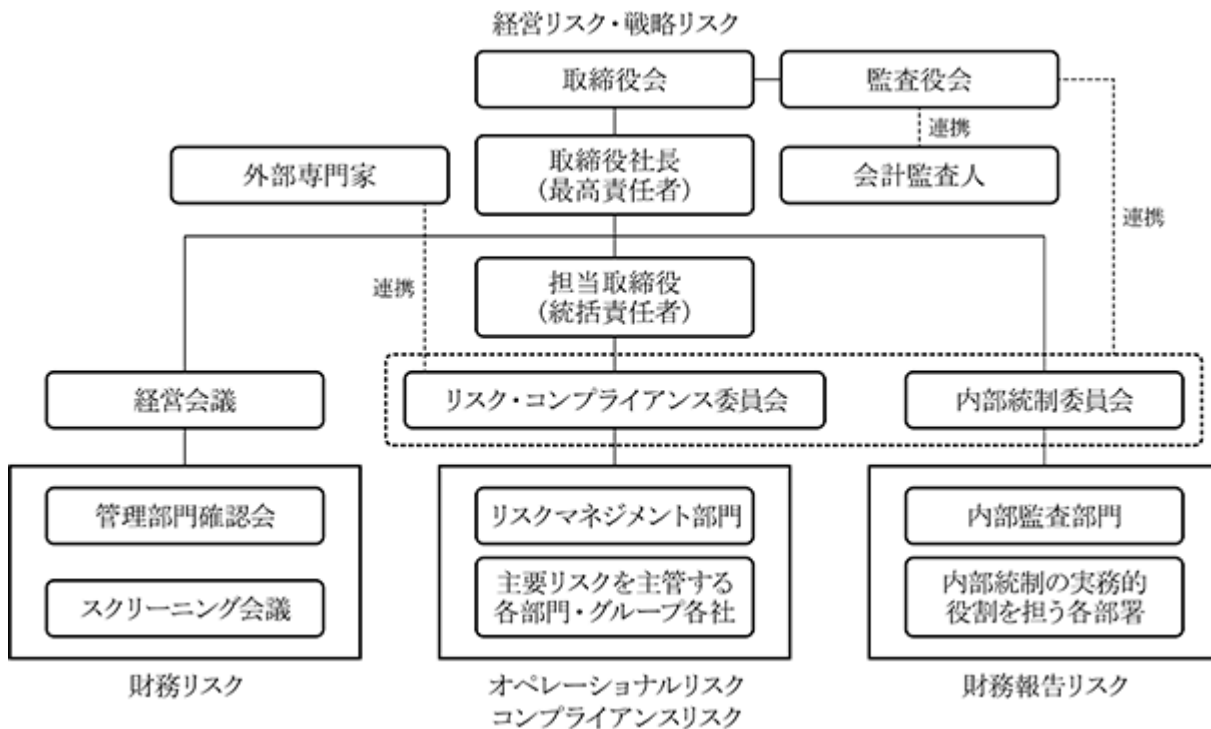 経営リスク・戦略リスク
取締役会
監査役会
連携
外部専門家
取締役社長
(最高責任者)
会計監査人
連携
連携
担当取締役
(統括責任者)
経営会議
リスク・コンプライアンス委員会
内部統制委員会
管理部門確認会
スクリーニング会議
財務リスク
リスクマネジメント部門
主要リスクを主管する
各部門・グループ各社
オペレーショナルリスク
コンプライアンスリスク
内部監査部門
内部統制の実務的
役割を担う各部署
財務報告リスク